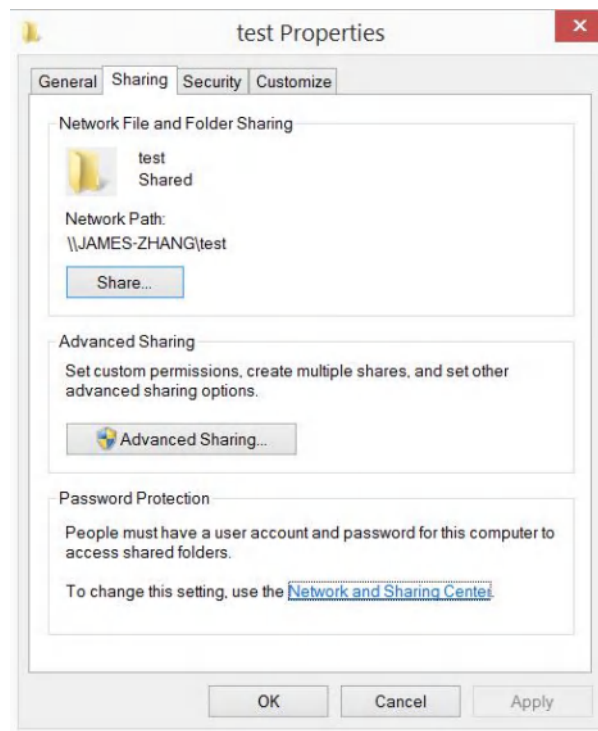 test Properties
General Sharing Security Customize
Network File and Folder Sharing
test
Shared
Network Path:
\\JAMES-ZHANG\test
Share...
Advanced Sharing
Set custom permissions, create multiple shares, and set other
advanced sharing options.
Advanced Sharing...
Password Protection
People must have a user account and password for this computer to
access shared folders.
To change this setting, use the Network and Sharing Center.
OK Cancel Apply